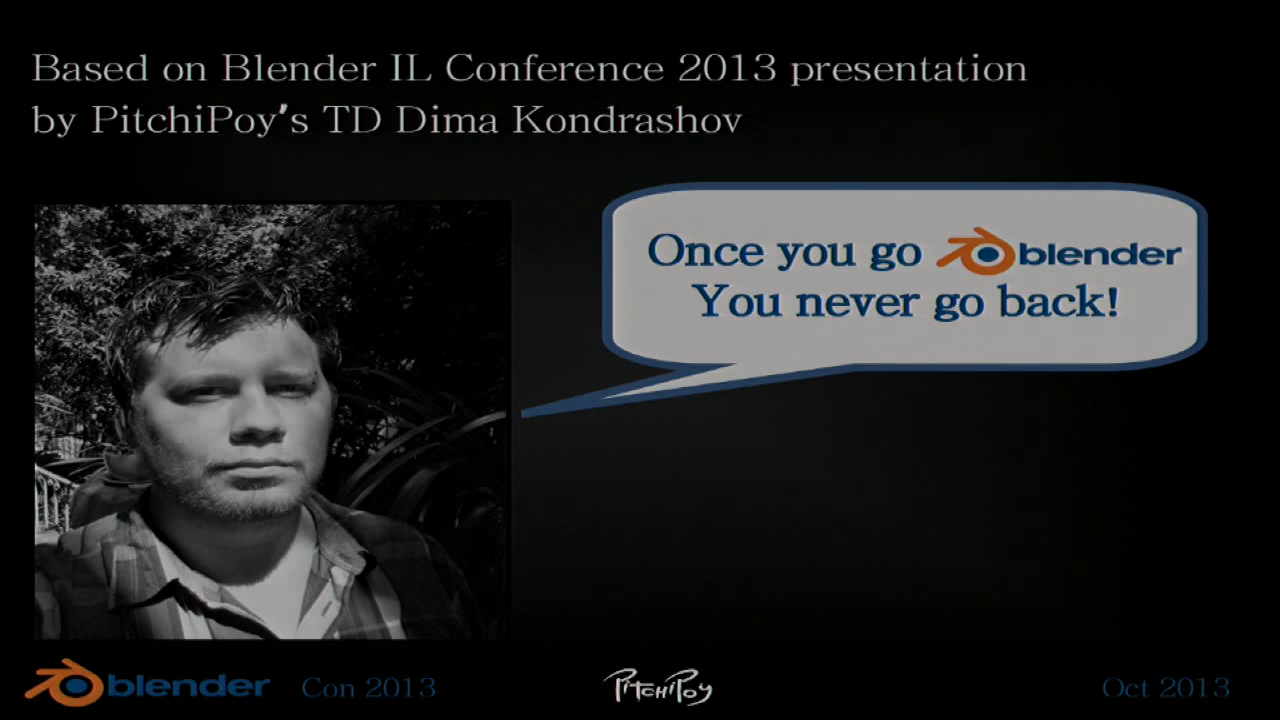 Based on Blender IL Conference 2013 presentation
by PitchiPoy's TD Dima Kondrashov
Once you go blender
You never go back!
blender Con 2013
PitchiPoy
Oct 2013